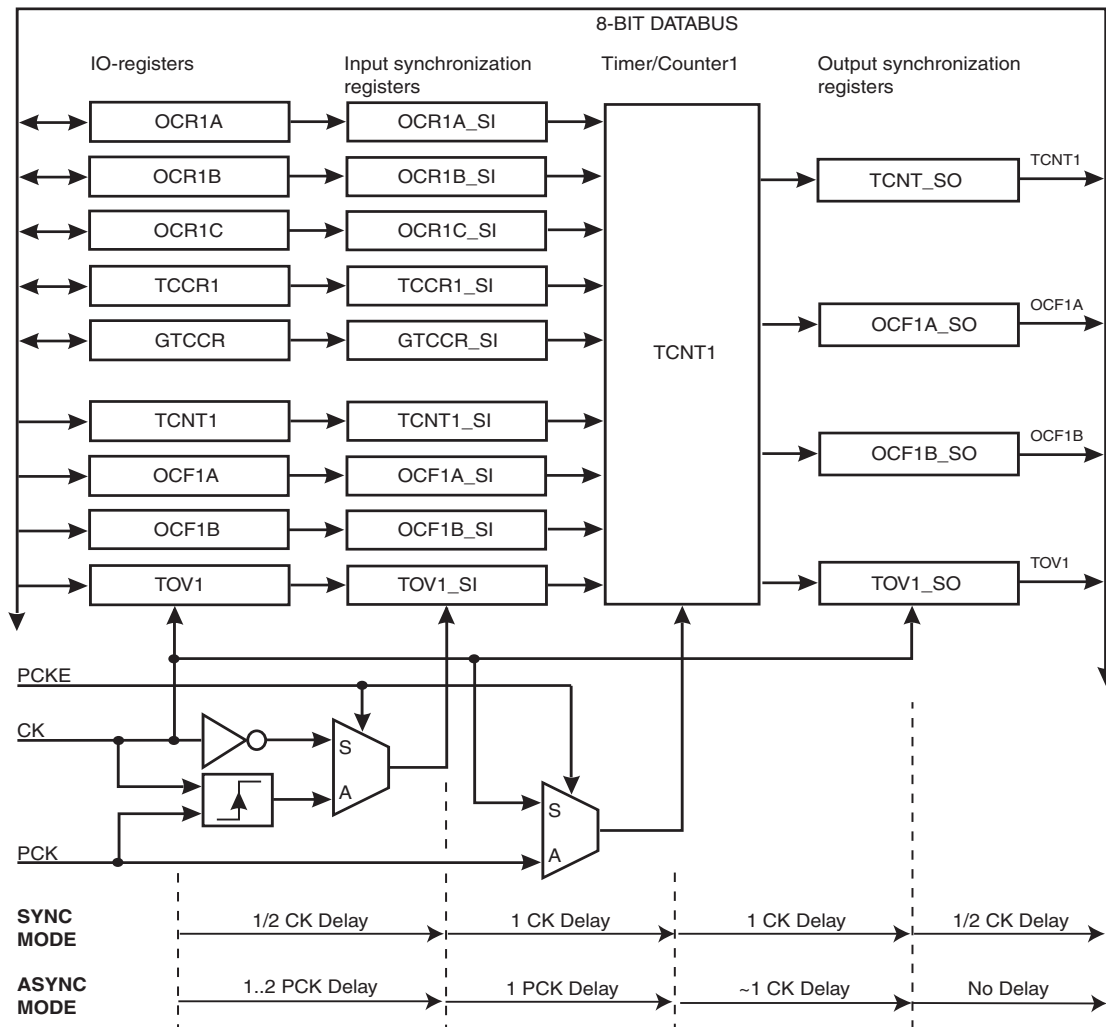 8-BIT DATABUS
IO-registers
Input synchronization
registers
Timer/Counter1
Output synchronization
registers
OCR1A
OCR1A_SI
OCR1B
OCR1B_SI
OCR1C
OCR1C_SI
TCCR1
TCCR1_SI
GTCCR
GTCCR_SI
TCNT1
TCNT1_SI
OCF1A
OCF1A_SI
OCF1B
OCF1B_SI
TOV1
TOV1_SI
TCNT1
TCNT_SO
TCNT1
OCF1A_SO
OCF1A
OCF1B_SO
OCF1B
TOV1_SO
TOV1
PCKE
CK
S
A
S
A
PCK
SYNC
MODE
1/2 CK Delay
1 CK Delay
1 CK Delay
1/2 CK Delay
ASYNC
MODE
1..2 PCK Delay
1 PCK Delay
~1 CK Delay
No Delay